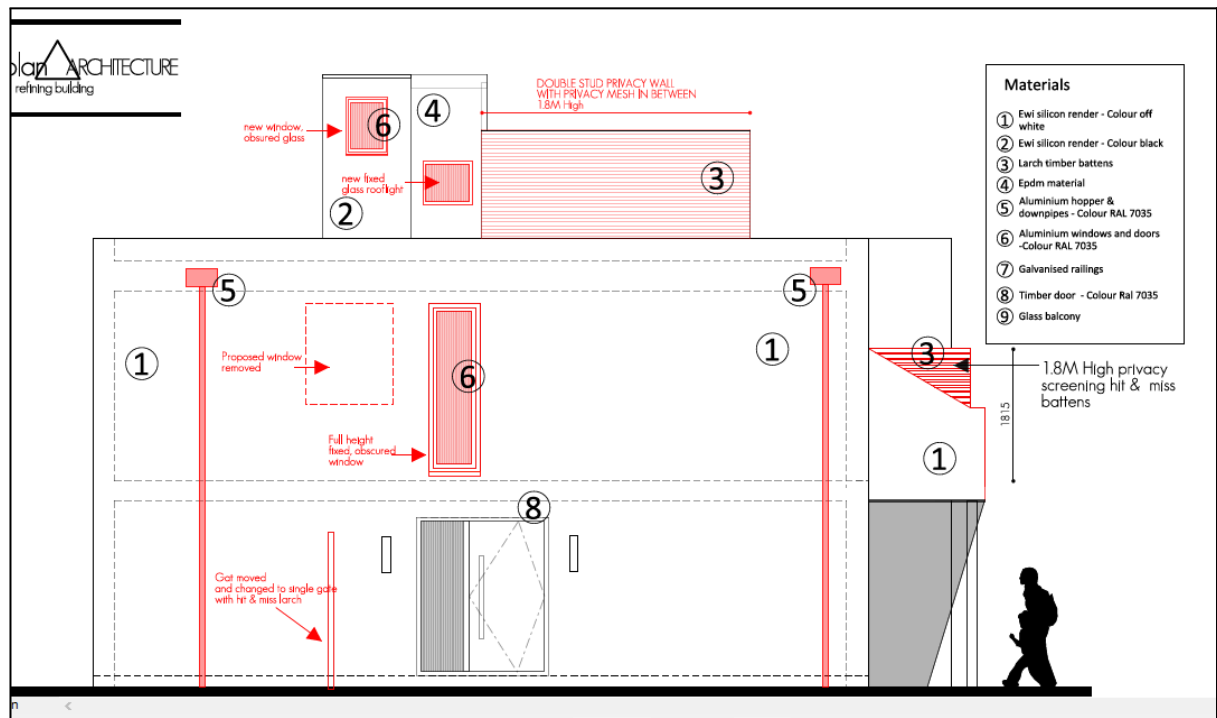 plan ARCHITECTURE
refining building
new window,
obsured glass
6
4
DOUBLE STUD PRIVACY WALL
WITH PRIVACY MESH IN BETWEEN
1.8M High
new fixed
glass rooflight
2
3
Materials
1 Ewi silicon render - Colour off
white
2 Ewi silicon render - Colour black
3 Larch timber battens
4 Epdm material
5 Aluminium hopper &
downpipes - Colour RAL 7035
6 Aluminium windows and doors
-Colour RAL 7035
7 Galvanised railings
8 Timber door - Colour Ral 7035
9 Glass balcony
5
5
1
Proposed window
removed
6
1
3
1.8M High privacy
screening hit & miss
battens
1815
Full height
fixed, obscured
window
1
8
Gat moved
and changed to single gate
with hit & miss larch
n